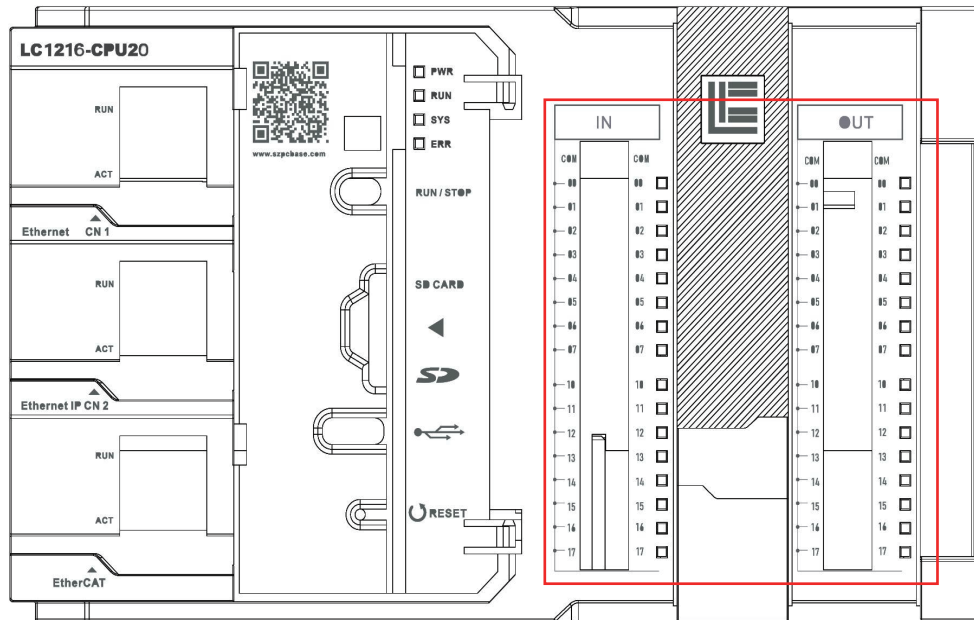 LC1216-CPU20
RUN
ACT
Ethernet CN 1
RUN
ACT
Ethernet IP CN 2
RUN
ACT
EtherCAT
www.szpcbase.com
PWR
RUN
SYS
ERR
RUN / STOP
SD CARD
SD
RESET
IN
COM COM
00 00
01 01
02 02
03 03
04 04
05 05
06 06
07 07
10 10
11 11
12 12
13 13
14 14
15 15
16 16
17 17
OUT
COM COM
00 00
01 01
02 02
03 03
04 04
05 05
06 06
07 07
10 10
11 11
12 12
13 13
14 14
15 15
16 16
17 17